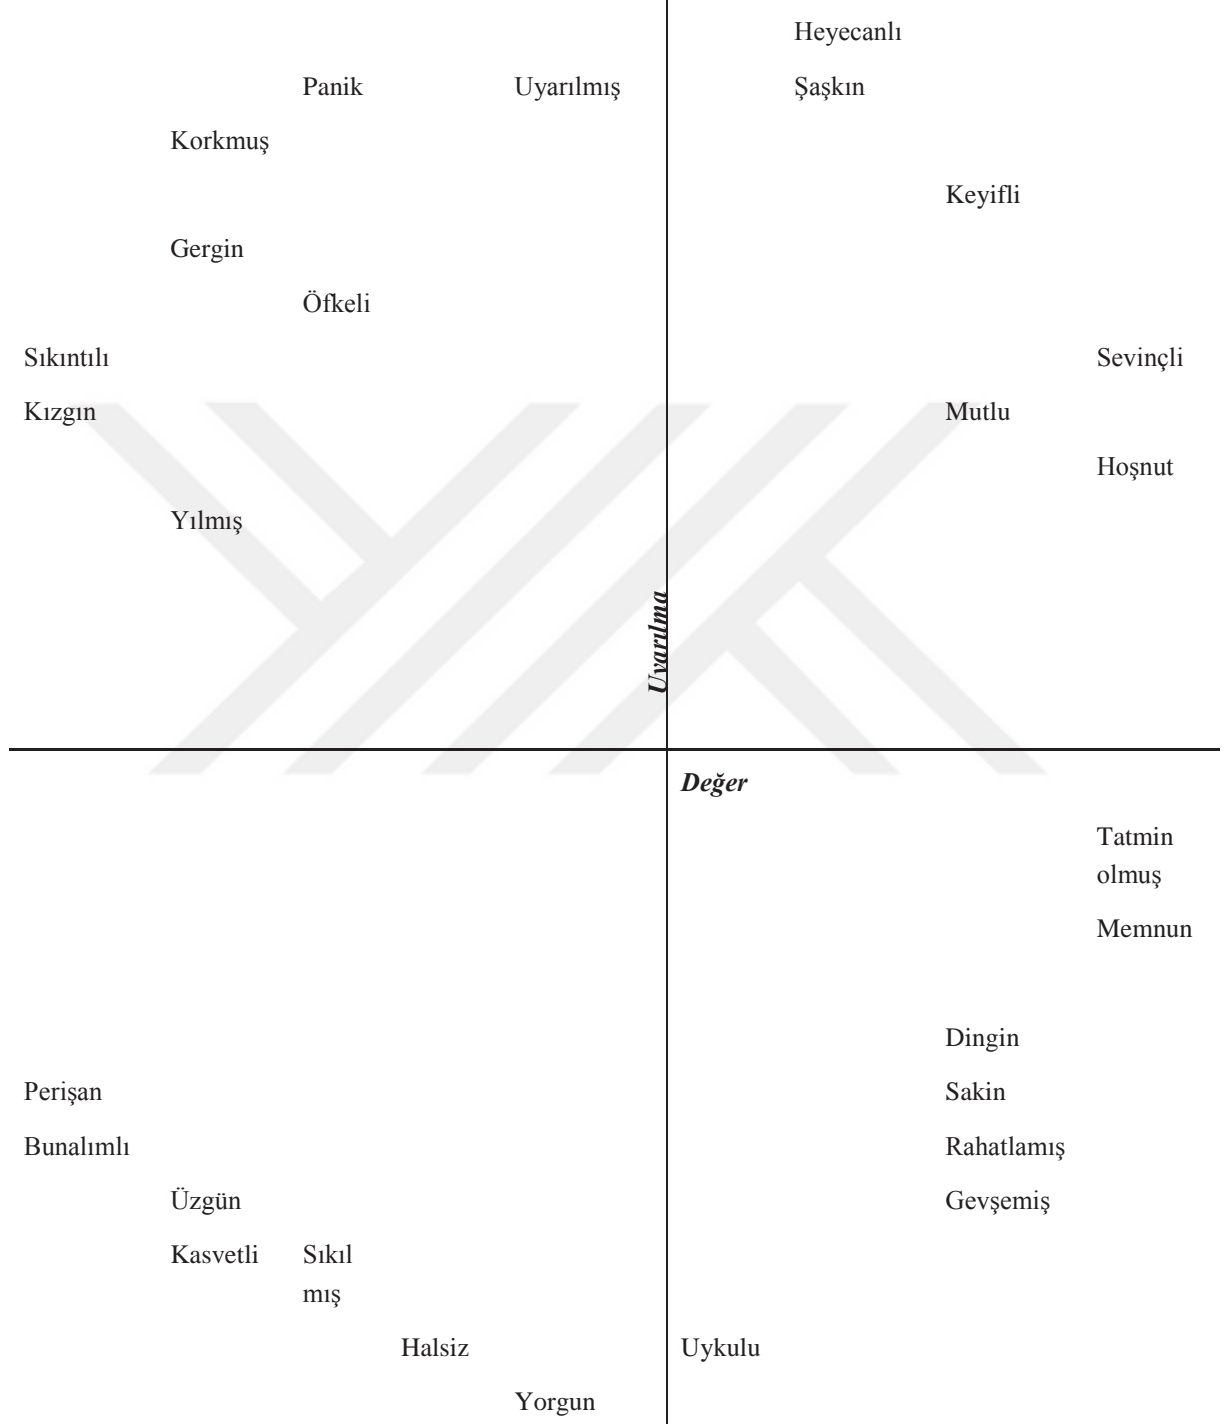 Heyecanlı
Panik Uyarılmış Şaşkın
Korkmuş
Keyifli
Gergin
Öfkeli
Sıkıntılı Sevinçli
Kızgın Mutlu
Hoşnut
Yılmış
Uyarılma
Değer
Tatmin
olmuş
Memnun
Dingin
Perişan Sakin
Bunalımlı Rahatlamış
Üzgün Gevşemiş
Kasvetli Sıkıl
mış
Halsiz Uykulu
Yorgun